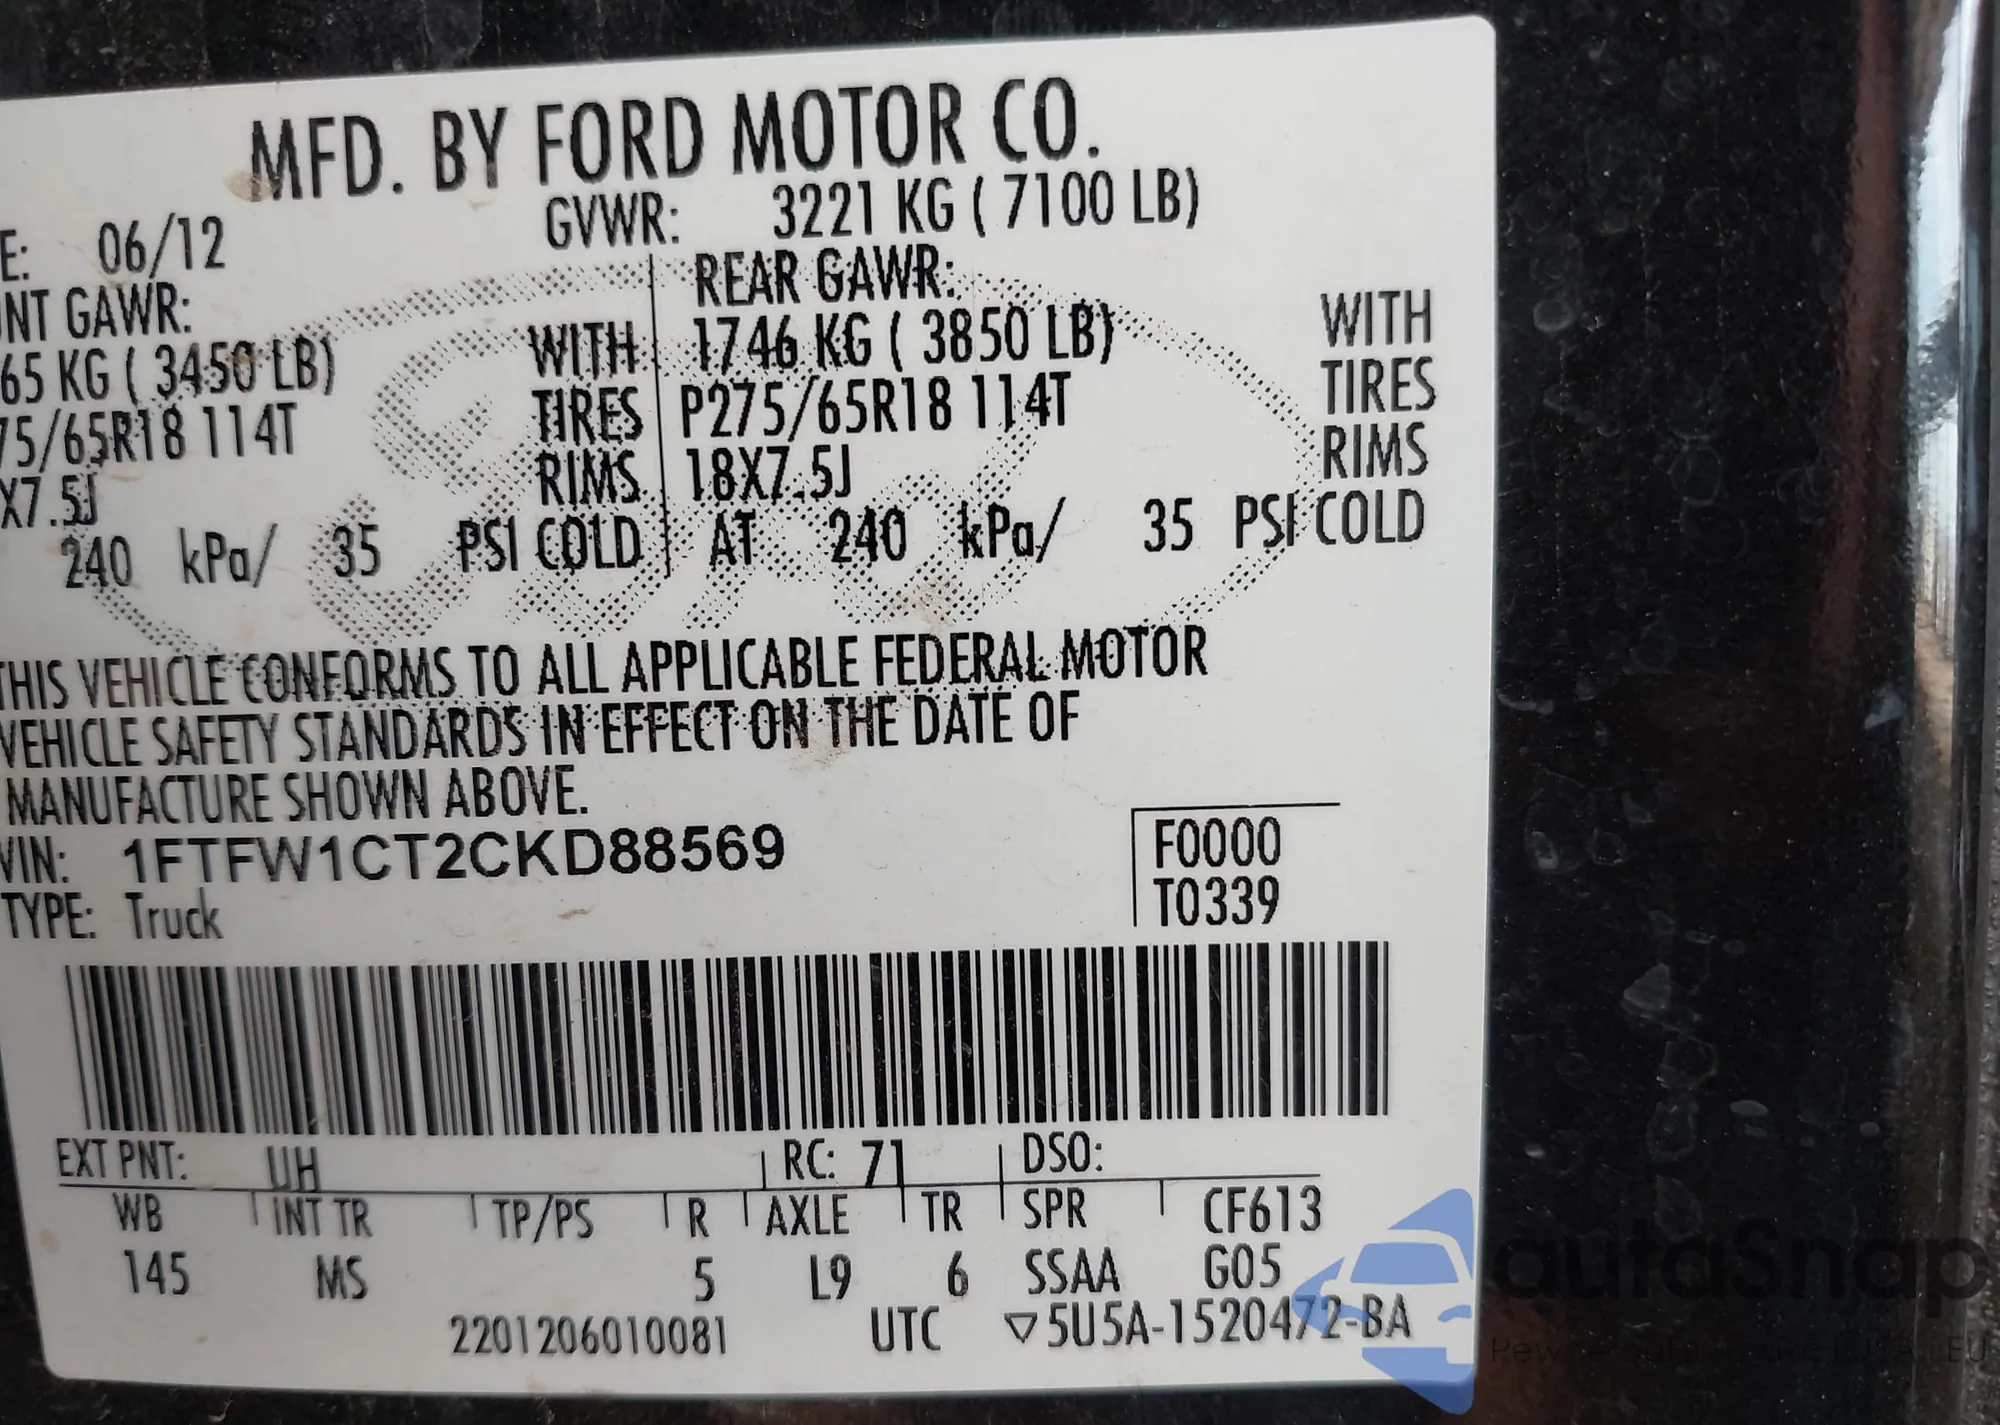 MFD. BY FORD MOTOR CO.
E: 06/12 GVWR: 3221 KG ( 7100 LB)
NT GAWR: REAR GAWR:
65 KG ( 3450 LB) WITH 1746 KG ( 3850 LB) WITH
75/65R18 114T TIRES P275/65R18 114T TIRES
X7.5J RIMS 18X7.5J RIMS
240 kPa/ 35 PSI COLD AT 240 kPa/ 35 PSI COLD
THIS VEHICLE CONFORMS TO ALL APPLICABLE FEDERAL MOTOR
VEHICLE SAFETY STANDARDS IN EFFECT ON THE DATE OF
MANUFACTURE SHOWN ABOVE.
VIN: 1FTFW1CT2CKD88569 F0000
TYPE: Truck T0339
EXT PNT: UH RC: 71 DSO:
WB INT TR TP/PS R AXLE TR SPR CF613
145 MS 5 L9 6 SSAA G05
2201206010081 UTC ▽5U5A-1520472-BA
autoSnap